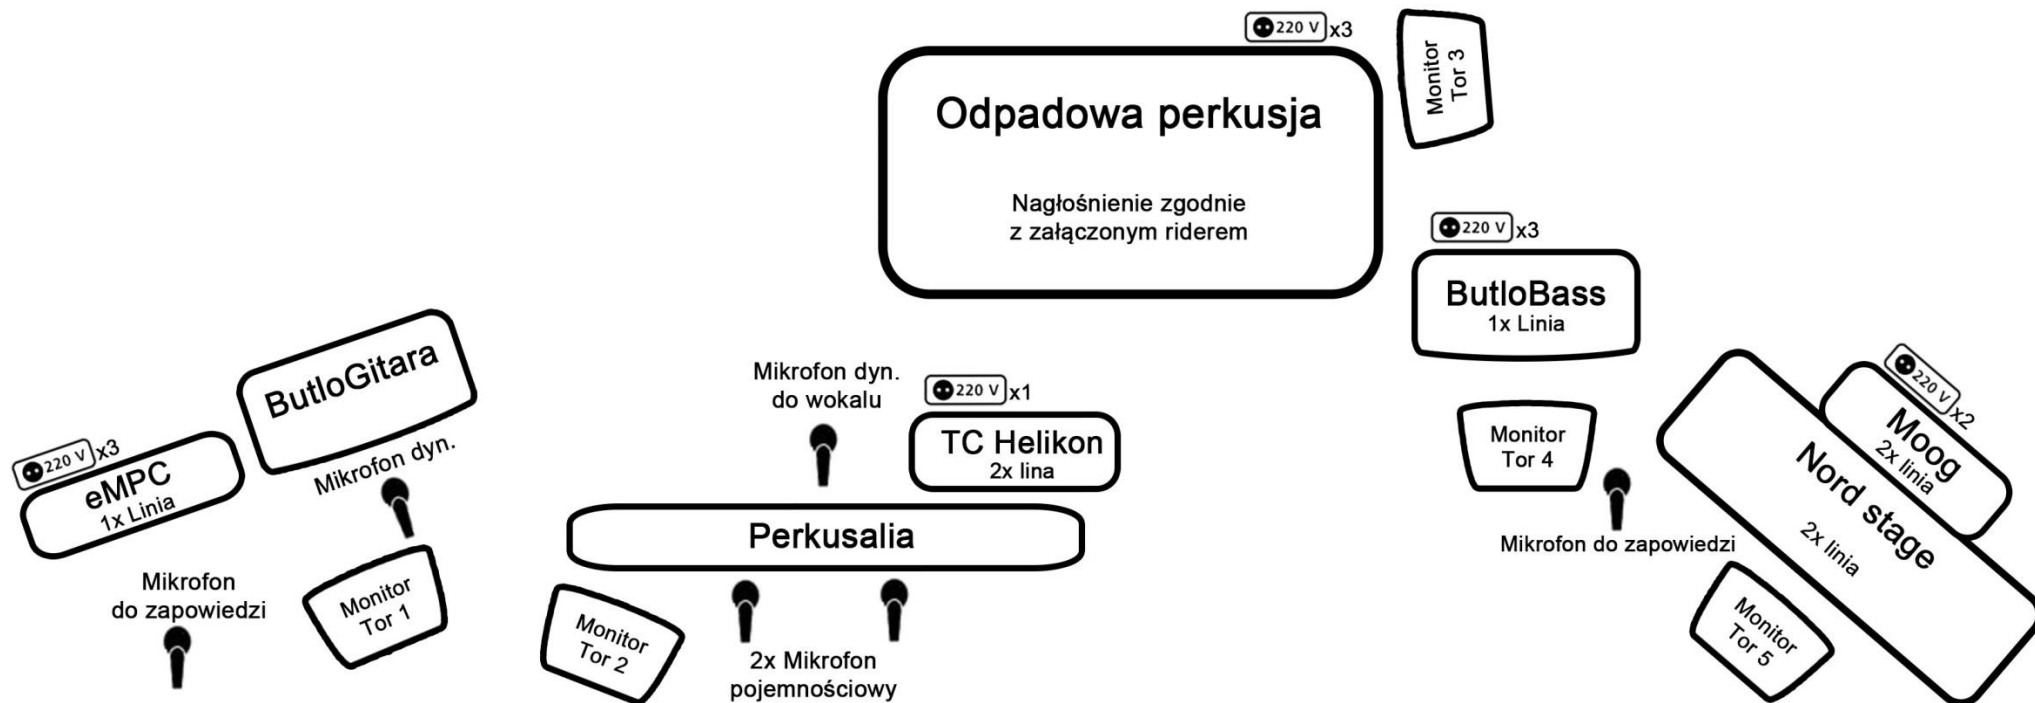 220 V x3
Monitor
Tor 3
Odpadowa perkusja
Nagłośnienie zgodnie
z załączonym riderem
220 V x3
ButloBass
1x Linia
ButloGitara
Mikrofon dyn.
220 V x3
eMPC
1x Linia
Mikrofon
do zapowiedzi
Monitor
Tor 1
Mikrofon dyn.
do wokalu
220 V x1
TC Helikon
2x lina
Perkusalia
Monitor
Tor 2
2x Mikrofon
pojemnościowy
Monitor
Tor 4
Mikrofon do zapowiedzi
220 V x2
Moog
2x linia
Nord stage
2x linia
Monitor
Tor 5